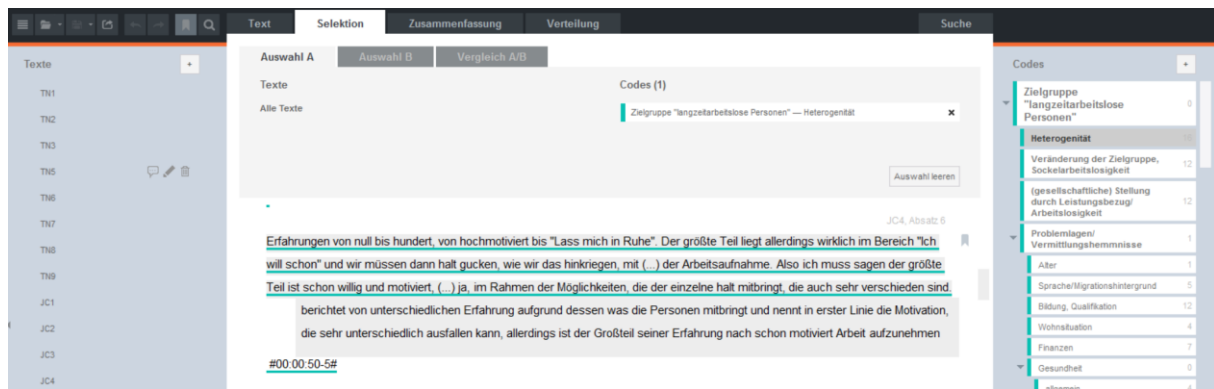 Text
Selektion
Zusammenfassung
Verteilung
Suche
Texte
+
TN1
TN2
TN3
TN5
TN6
TN7
TN8
TN9
JC1
JC2
JC3
JC4
Auswahl A
Auswahl B
Vergleich A/B
Texte
Alle Texte
Codes (1)
Zielgruppe "langzeitarbeitslose Personen" — Heterogenität
Auswahl leeren
JC4, Absatz 6
Erfahrungen von null bis hundert, von hochmotiviert bis "Lass mich in Ruhe". Der größte Teil liegt allerdings wirklich im Bereich "Ich
will schon" und wir müssen dann halt gucken, wie wir das hinkriegen, mit (...) der Arbeitsaufnahme. Also ich muss sagen der größte
Teil ist schon willig und motiviert, (...) ja, im Rahmen der Möglichkeiten, die der einzelne halt mitbringt, die auch sehr verschieden sind.
berichtet von unterschiedlichen Erfahrung aufgrund dessen was die Personen mitbringt und nennt in erster Linie die Motivation,
die sehr unterschiedlich ausfallen kann, allerdings ist der Großteil seiner Erfahrung nach schon motiviert Arbeit aufzunehmen
#00:00:50-5#
Codes
+
Zielgruppe
"langzeitarbeitslose
Personen"
0
Heterogenität
Veränderung der Zielgruppe,
Sockelarbeitslosigkeit
12
(gesellschaftliche) Stellung
durch Leistungsbezug/
Arbeitslosigkeit
12
Problemlagen/
Vermittlungshemmnisse
1
Alter
1
Sprache/Migrationshintergrund
5
Bildung, Qualifikation
12
Wohnsituation
4
Finanzen
7
Gesundheit
0
allgemein
4